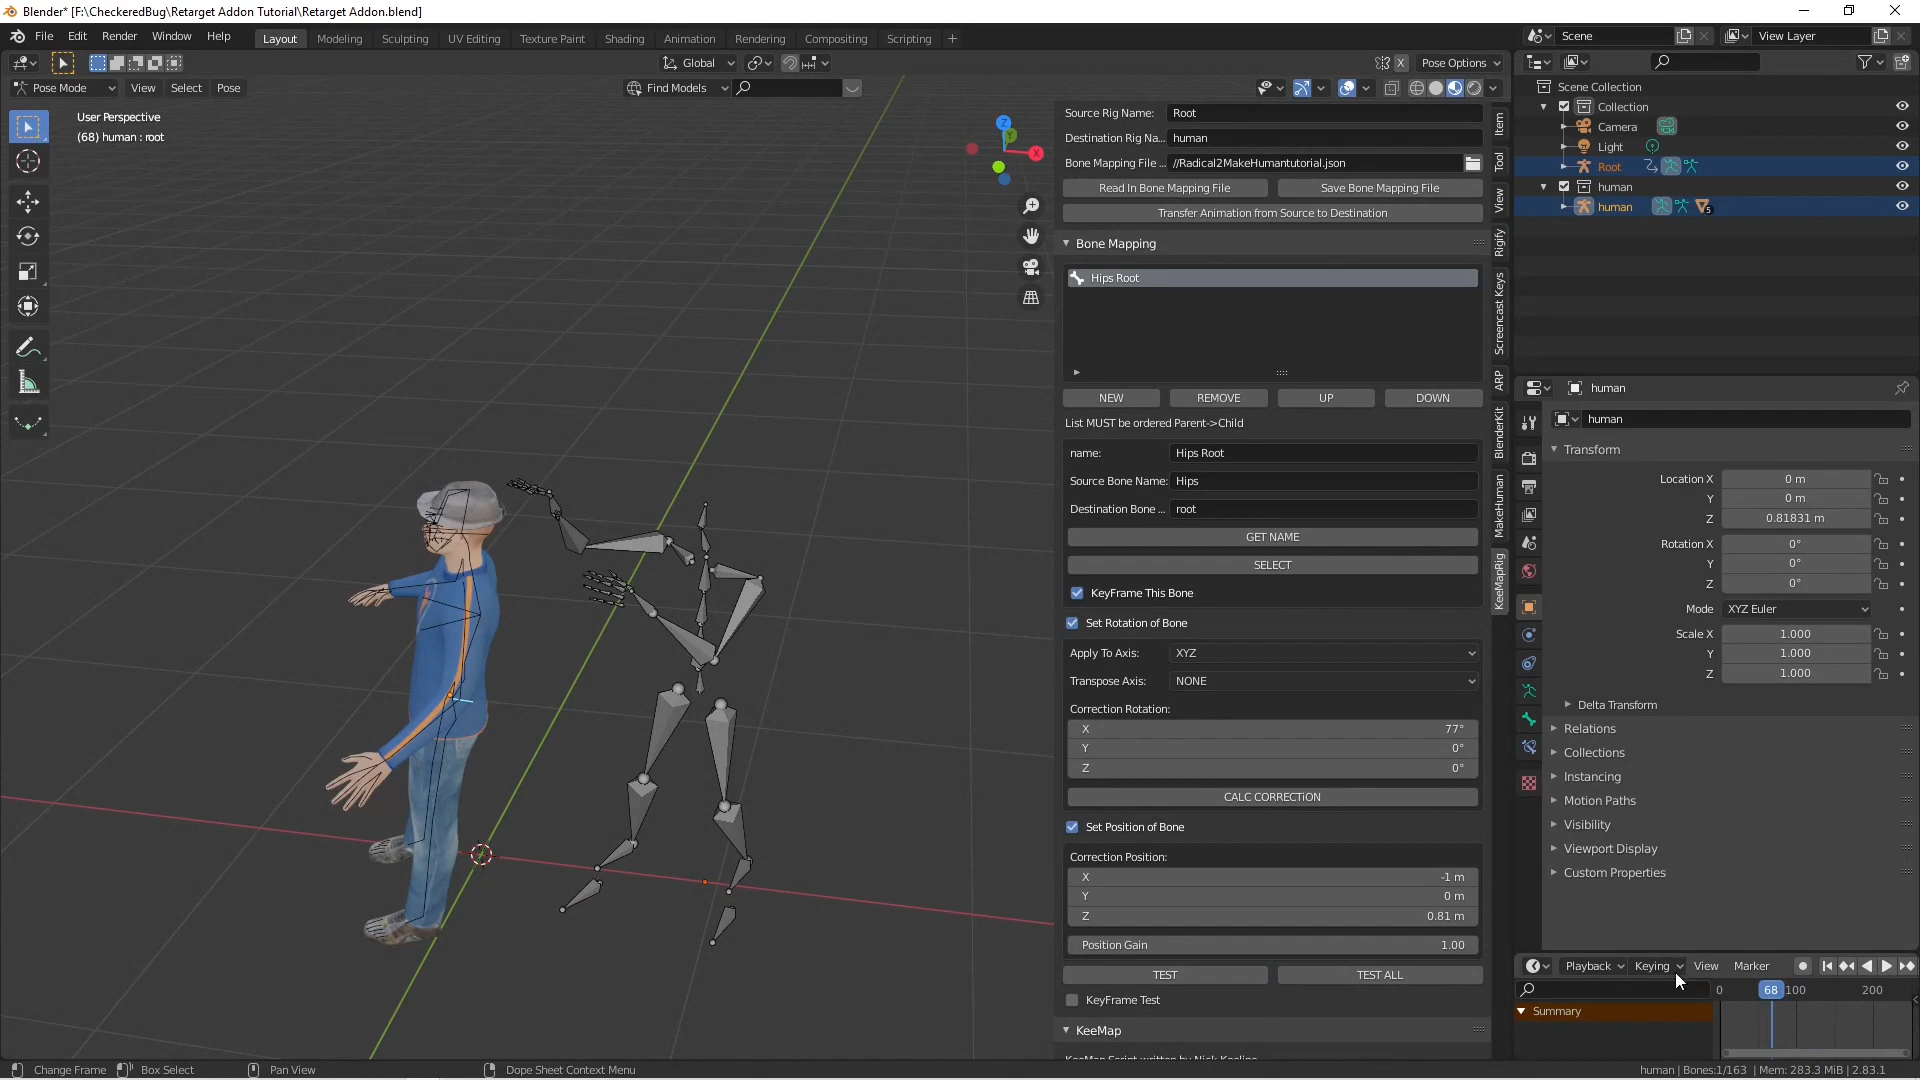 Blender* [F:\CheckeredBug\Retarget Addon Tutorial\Retarget Addon.blend]
File Edit Render Window Help
Layout Modeling Sculpting UV Editing Texture Paint Shading Animation Rendering Compositing Scripting +
Scene
View Layer
Global
X Pose Options
Pose Mode View Select Pose
Find Models
User Perspective
(68) human : root
Z
Y
X
Source Rig Name: Root
Destination Rig Na... human
Bone Mapping File ... //Radical2MakeHumantutorial.json
Read In Bone Mapping File Save Bone Mapping File
Transfer Animation from Source to Destination
Bone Mapping
Hips Root
NEW REMOVE UP DOWN
List MUST be ordered Parent->Child
name: Hips Root
Source Bone Name: Hips
Destination Bone ... root
GET NAME
SELECT
KeyFrame This Bone
Set Rotation of Bone
Apply To Axis: XYZ
Transpose Axis: NONE
Correction Rotation:
X 77°
Y 0°
Z 0°
CALC CORRECTiON
Set Position of Bone
Correction Position:
X -1 m
Y 0 m
Z 0.81 m
Position Gain 1.00
TEST TEST ALL
KeyFrame Test
KeeMap
KeeMap Script written by Nick Keeline
Item
Tool
View
Rigify
Screencast Keys
ARP
BlenderKit
MakeHuman
KeeMapRig
Scene Collection
Collection
Camera
Light
Root
human
human 5
human
human
Transform
Location X 0 m
Y 0 m
Z 0.81831 m
Rotation X 0°
Y 0°
Z 0°
Mode XYZ Euler
Scale X 1.000
Y 1.000
Z 1.000
Delta Transform
Relations
Collections
Instancing
Motion Paths
Visibility
Viewport Display
Custom Properties
Playback Keying View Marker
0 68 100 200
Summary
Change Frame Box Select Pan View Dope Sheet Context Menu
human | Bones:1/163 | Mem: 283.3 MiB | 2.83.1